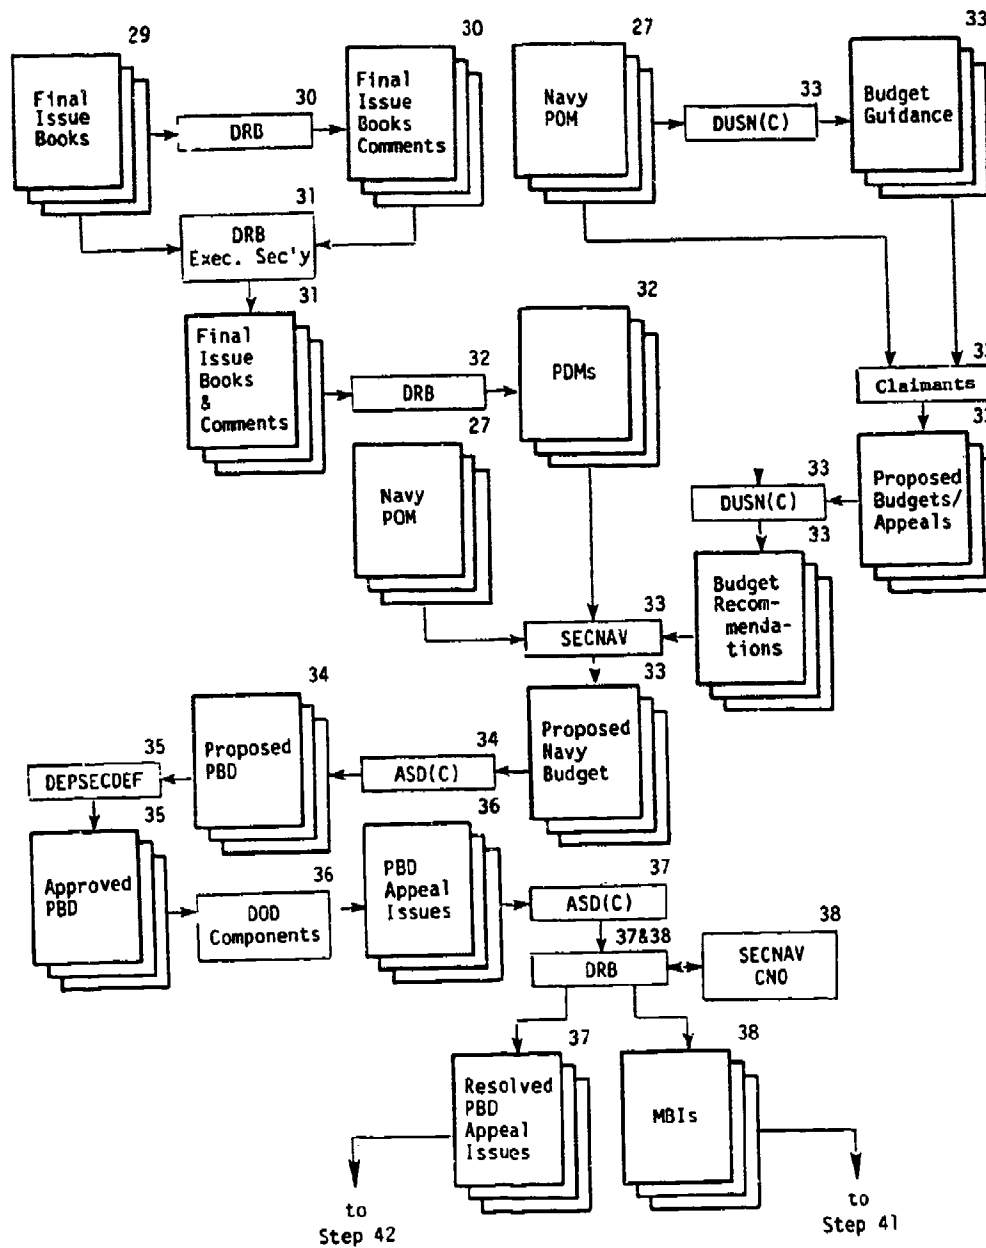 29
Final
Issue
Books
30
DRB
30
Final
Issue
Books
Comments
27
Navy
POM
33
DUSN(C)
33
Budget
Guidance
31
DRB
Exec. Sec'y
31
Final
Issue
Books
&
Comments
32
DRB
32
PDMs
27
Navy
POM
Claimants
Proposed
Budgets/
Appeals
33
DUSN(C)
33
Budget
Recom-
menda-
tions
33
SECNAV
33
Proposed
Navy
Budget
34
ASD(C)
34
Proposed
PBD
35
DEPSECDEF
35
Approved
PBD
36
DOD
Components
36
PBD
Appeal
Issues
37
ASD(C)
37&38
DRB
38
SECNAV
CNO
37
Resolved
PBD
Appeal
Issues
38
MBIs
to
Step 42
to
Step 41